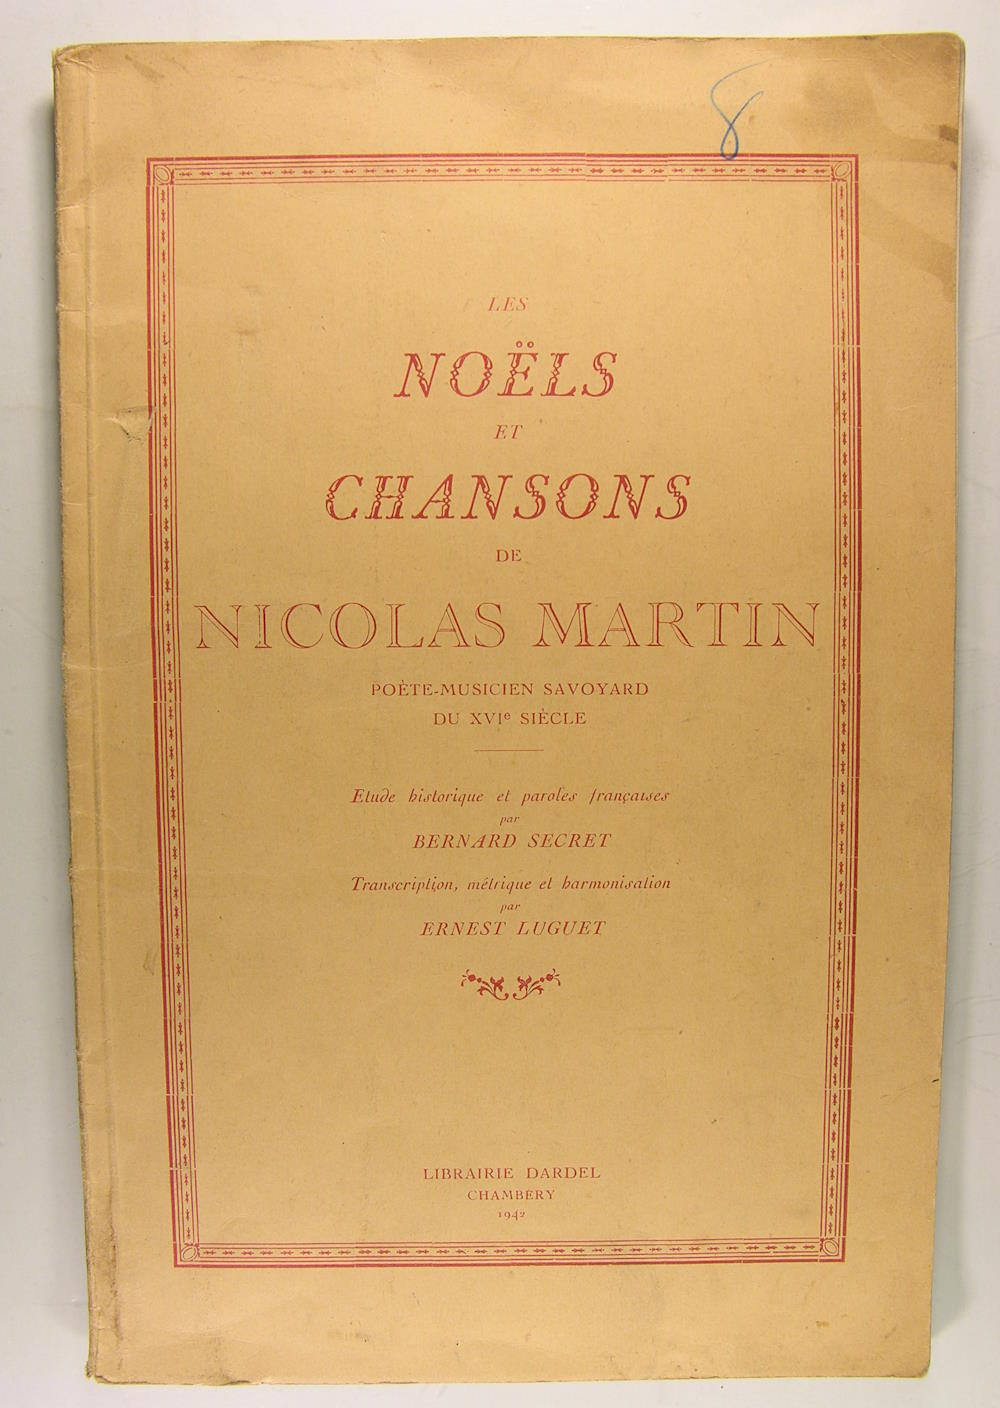 8
LES
NOËLS
ET
CHANSONS
DE
NICOLAS MARTIN
POÈTE-MUSICIEN SAVOYARD
DU XVIe SIÈCLE
Etude historique et paroles françaises
par
BERNARD SECRET
Transcription, métrique et harmonisation
par
ERNEST LUGUET
LIBRAIRIE DARDEL
CHAMBÉRY
1942